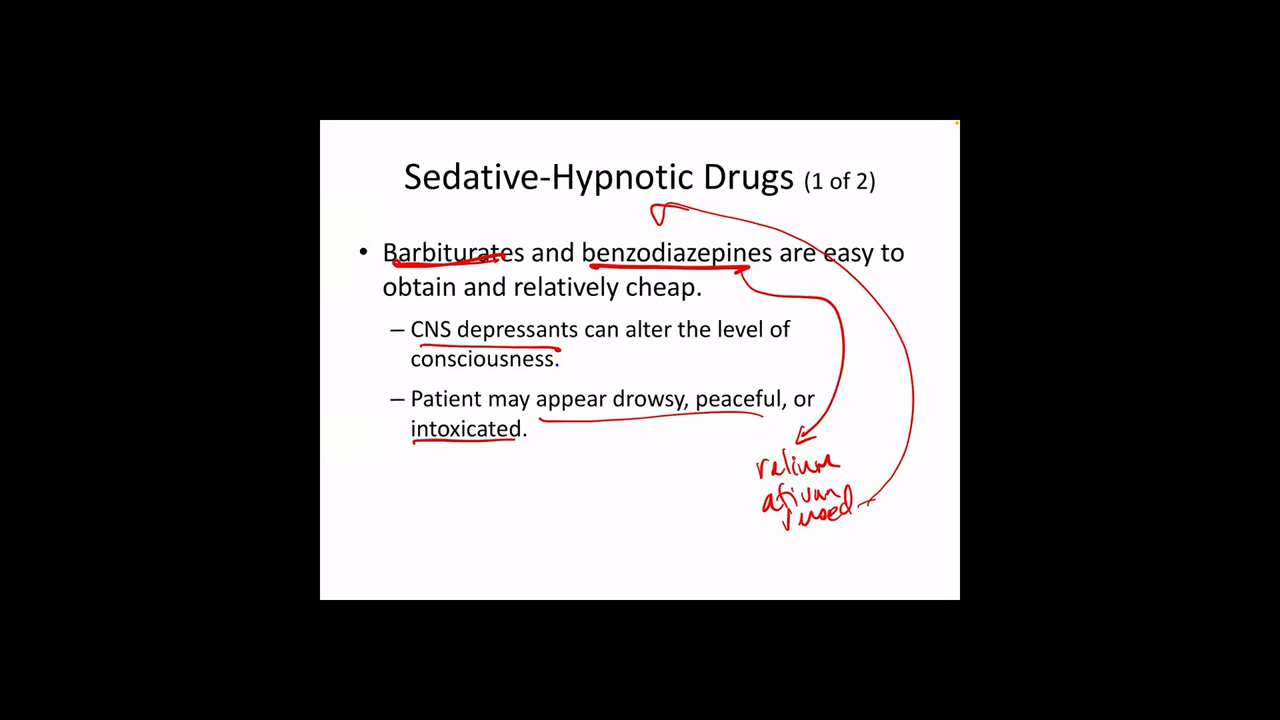 Sedative-Hypnotic Drugs (1 of 2)
• Barbiturates and benzodiazepines are easy to
obtain and relatively cheap.
– CNS depressants can alter the level of
consciousness.
– Patient may appear drowsy, peaceful, or
intoxicated.
valium
ativan